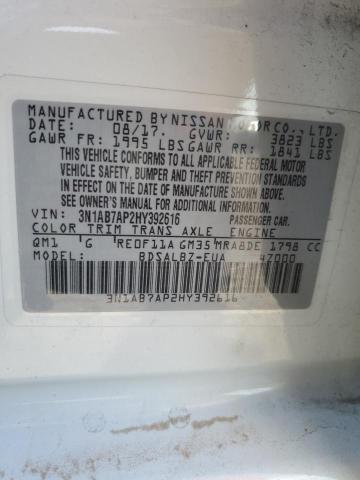 MANUFACTURED BY NISSAN MOTOR CO., LTD.
DATE: 08/17. GVWR: 3823 LBS
GAWR FR: 1995 LBS GAWR RR: 1841 LBS
THIS VEHICLE CONFORMS TO ALL APPLICABLE FEDERAL MOTOR
VEHICLE SAFETY, BUMPER AND THEFT PREVENTION STANDARDS
IN EFFECT ON THE DATE OF MANUFACTURE SHOWN ABOVE.
SEE OWNER'S MANUAL FOR ADDITIONAL INFORMATION
VIN: 3N1AB7AP2HY392616 PASSENGER CAR.
COLOR TRIM TRANS AXLE ENGINE
QM1 G RE0F11A GM35 MRA8DE 1798 CC
MODEL: BDSALBZ-EUA 47000
3N1AB7AP2HY392616